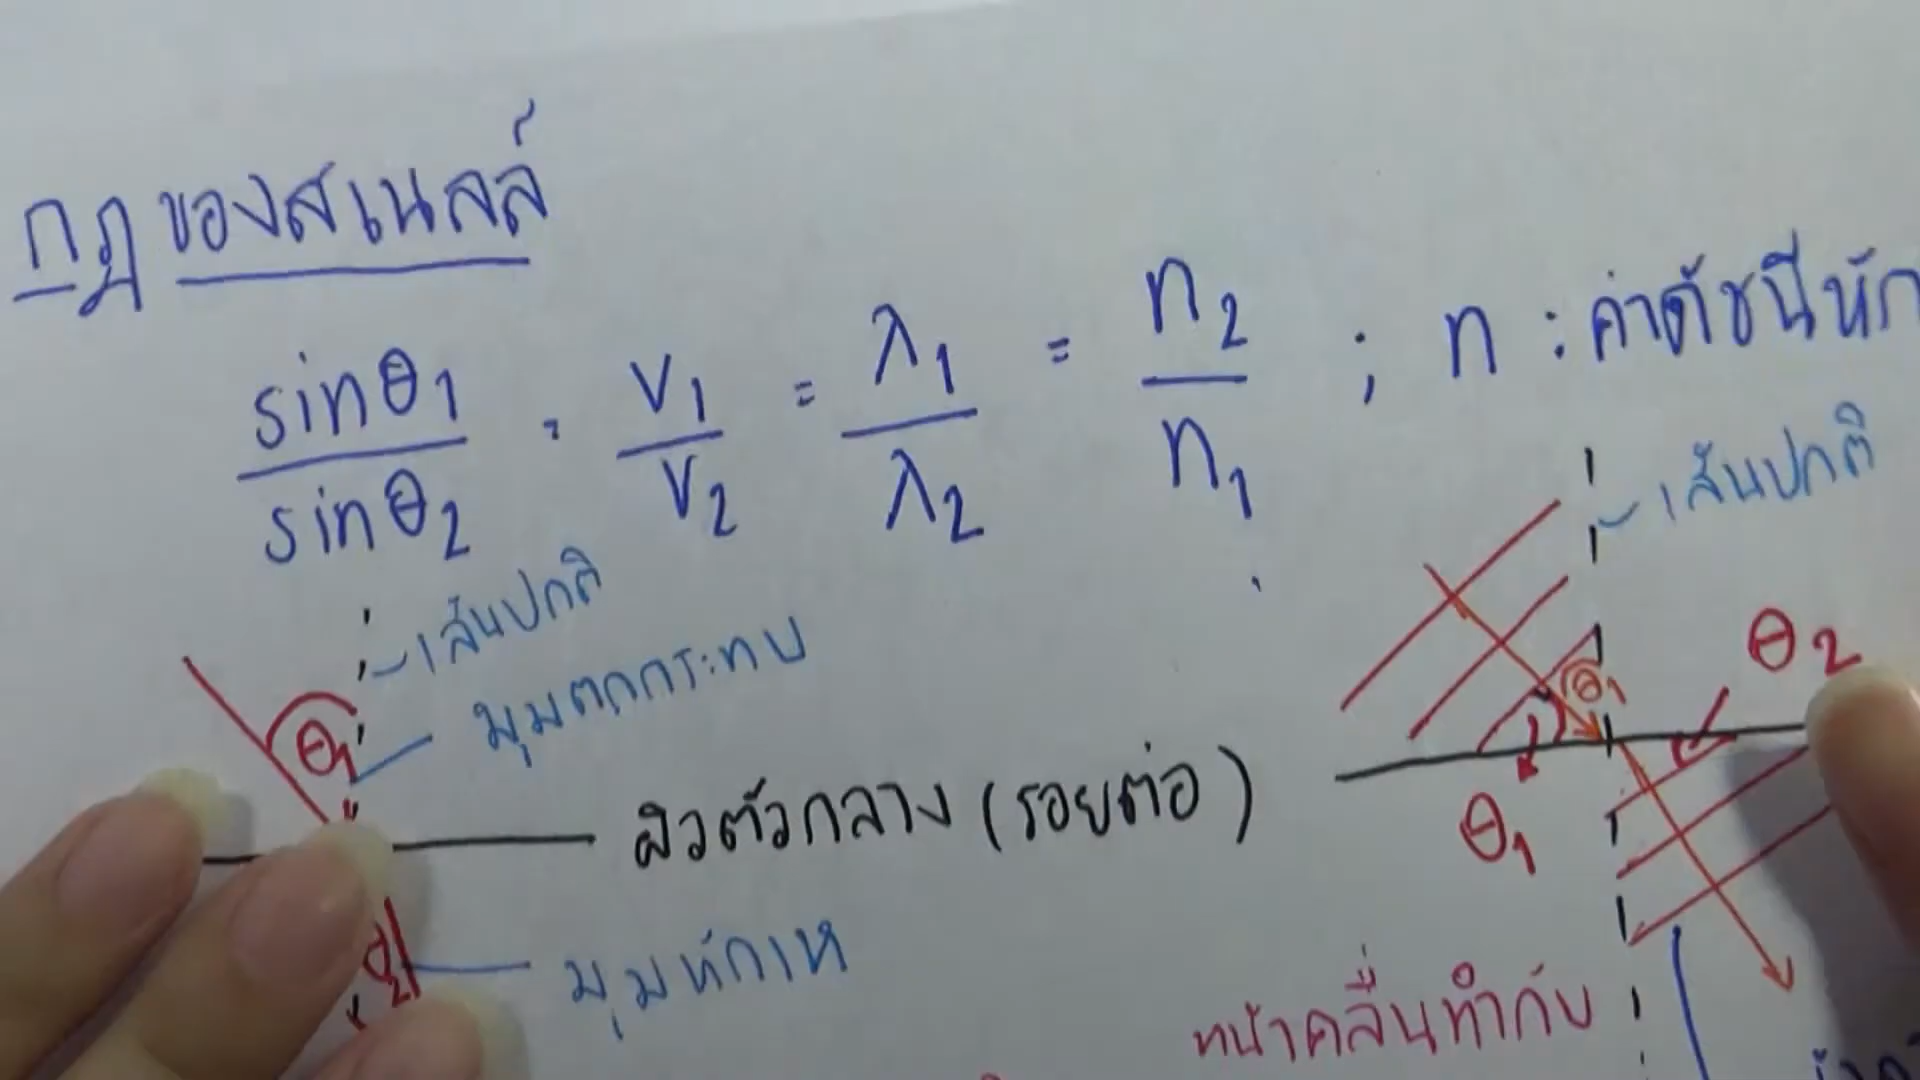 กฎของสเนลล์
sinθ1/sinθ2 = v1/v2 = λ1/λ2 = n2/n1 ; n : ค่าดัชนีหัก
เส้นปกติ
เส้นปกติ
มุมตกกระทบ
θ1
θ1
θ2
ผิวตัวกลาง (รอยต่อ)
θ1
θ2
มุมหักเห
หน้าคลื่นทำกับ